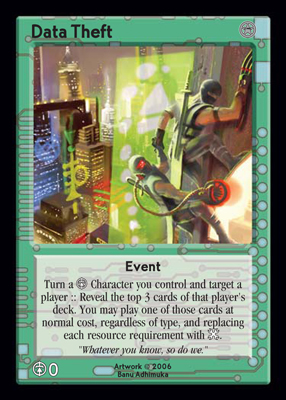 Data Theft
Event
Turn a Character you control and target a
player :: Reveal the top 3 cards of that player's
deck. You may play one of those cards at
normal cost, regardless of type, and replacing
each resource requirement with .
"Whatever you know, so do we."
0
Artwork © 2006
Banu Adhimuka